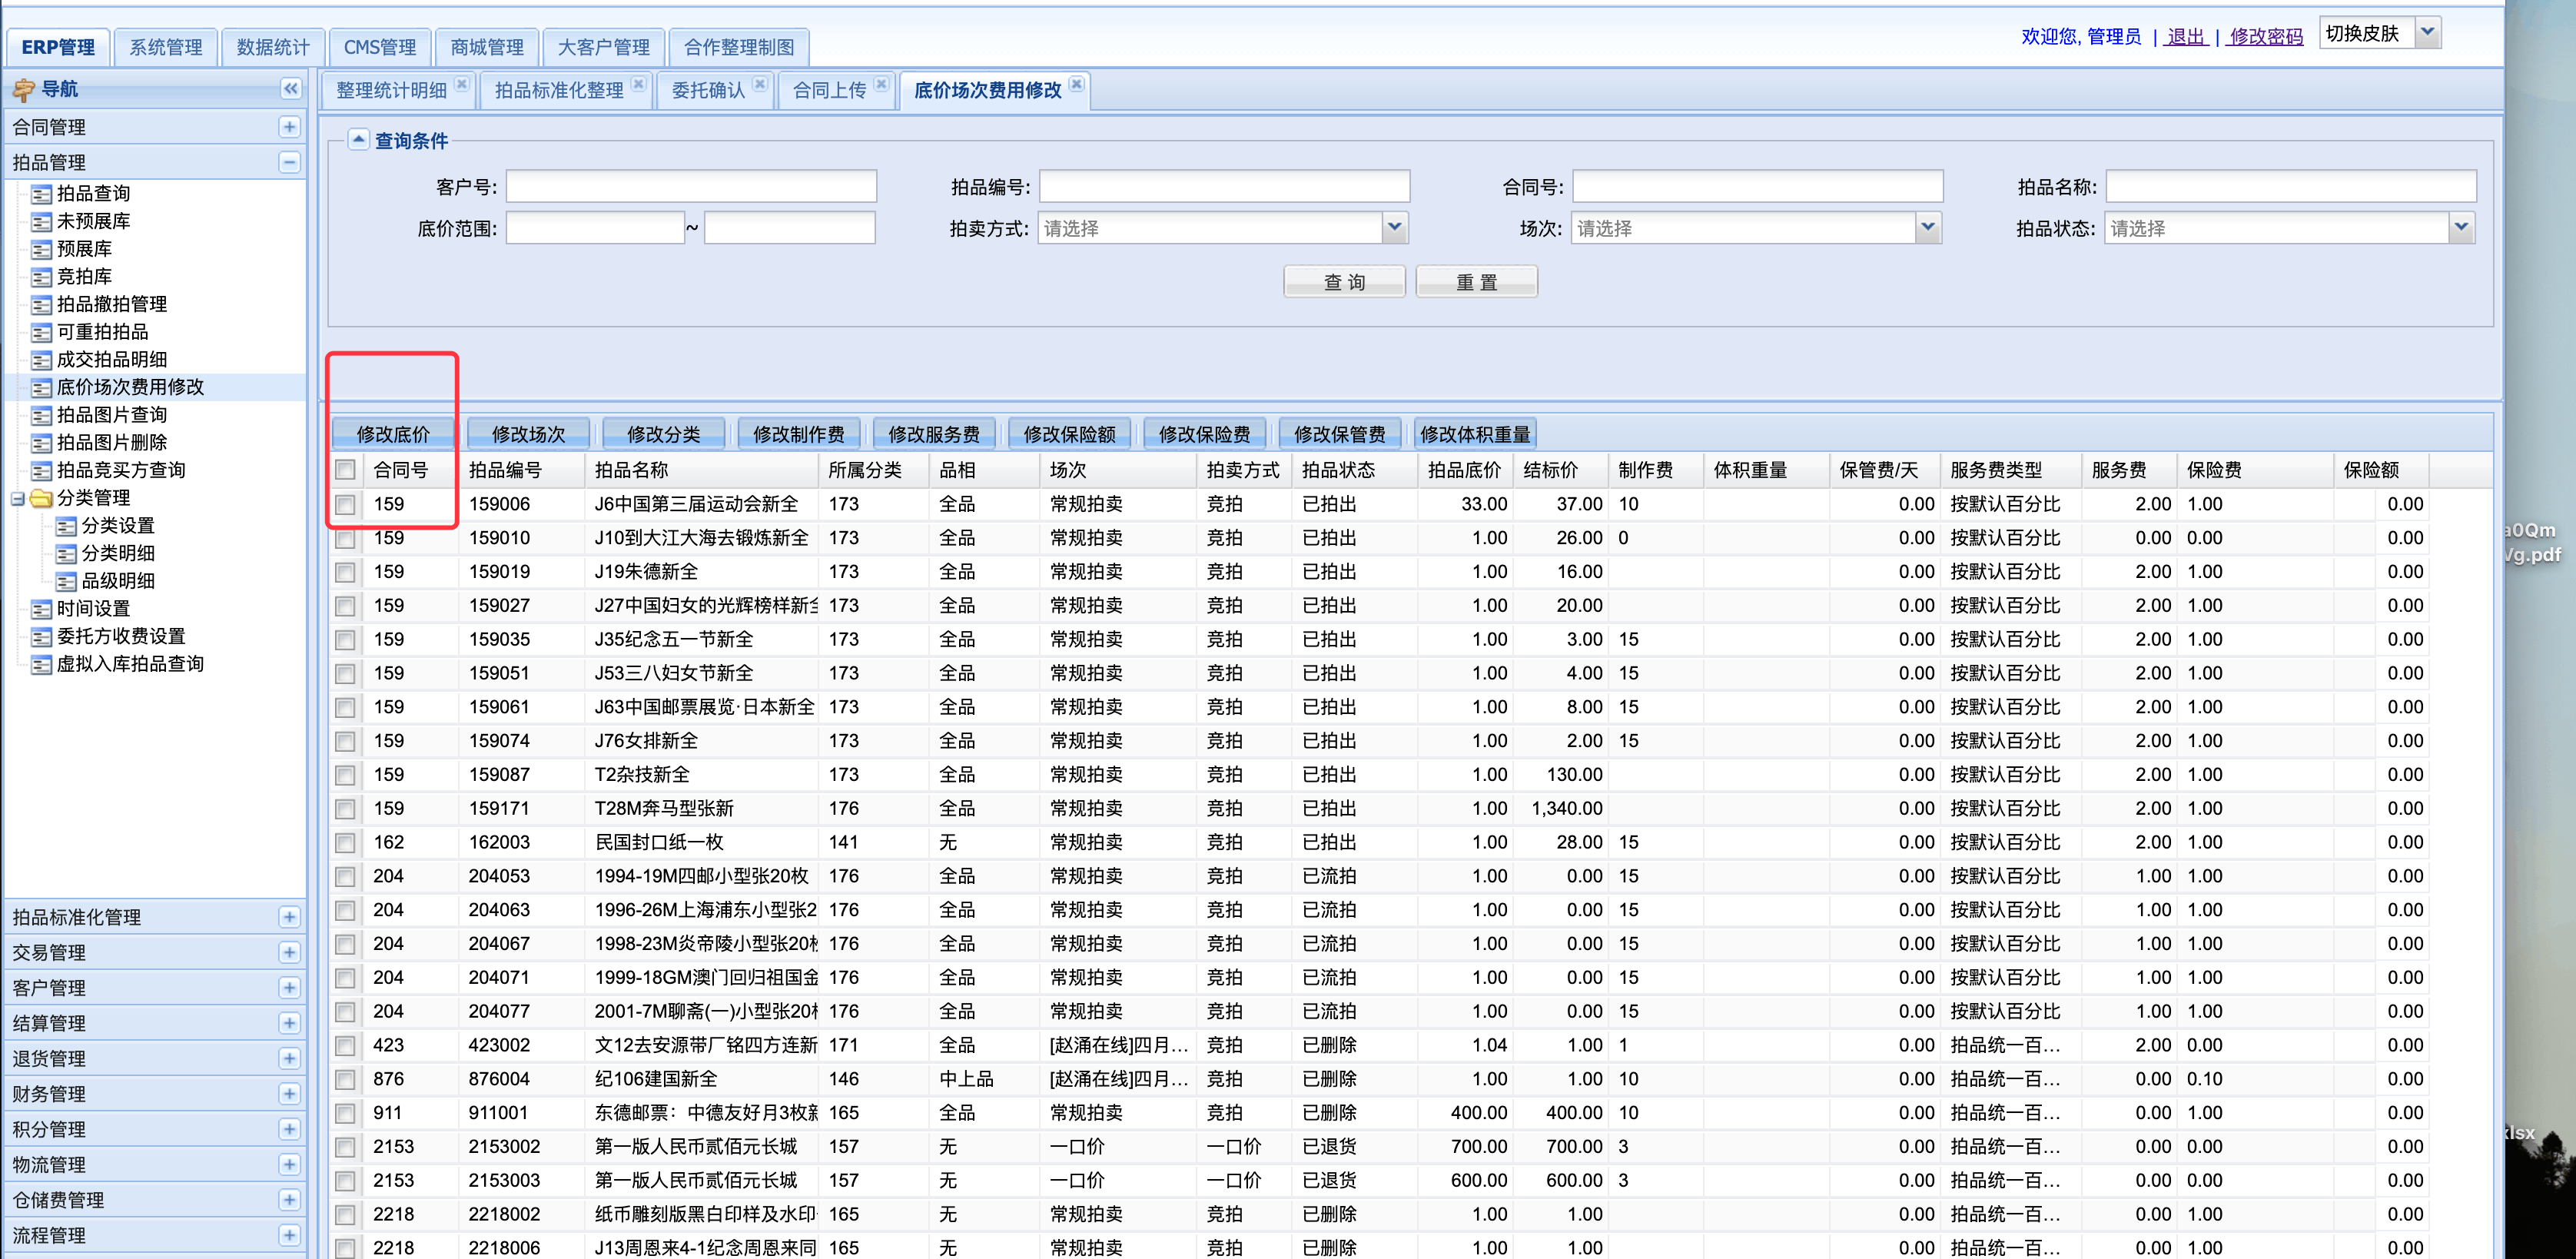 ERP管理 系统管理 数据统计 CMS管理 商城管理 大客户管理 合作整理制图
欢迎您, 管理员 | 退出 | 修改密码 切换皮肤
导航
合同管理
拍品管理
拍品查询
未预展库
预展库
竞拍库
拍品撤拍管理
可重拍拍品
成交拍品明细
底价场次费用修改
拍品图片查询
拍品图片删除
拍品竞买方查询
分类管理
分类设置
分类明细
品级明细
时间设置
委托方收费设置
虚拟入库拍品查询
拍品标准化管理
交易管理
客户管理
结算管理
退货管理
财务管理
积分管理
物流管理
仓储费管理
流程管理
整理统计明细 拍品标准化整理 委托确认 合同上传 底价场次费用修改
查询条件
客户号: 拍品编号: 合同号: 拍品名称:
底价范围: ~ 拍卖方式: 请选择 场次: 请选择 拍品状态: 请选择
查 询 重 置
修改底价 修改场次 修改分类 修改制作费 修改服务费 修改保险额 修改保险费 修改保管费 修改体积重量
合同号 拍品编号 拍品名称 所属分类 品相 场次 拍卖方式 拍品状态 拍品底价 结标价 制作费 体积重量 保管费/天 服务费类型 服务费 保险费 保险额
159 159006 J6中国第三届运动会新全 173 全品 常规拍卖 竞拍 已拍出 33.00 37.00 10 0.00 按默认百分比 2.00 1.00 0.00
159 159010 J10到大江大海去锻炼新全 173 全品 常规拍卖 竞拍 已拍出 1.00 26.00 0 0.00 按默认百分比 0.00 0.00 0.00
159 159019 J19朱德新全 173 全品 常规拍卖 竞拍 已拍出 1.00 16.00 0.00 按默认百分比 2.00 1.00 0.00
159 159027 J27中国妇女的光辉榜样新全 173 全品 常规拍卖 竞拍 已拍出 1.00 20.00 0.00 按默认百分比 2.00 1.00 0.00
159 159035 J35纪念五一节新全 173 全品 常规拍卖 竞拍 已拍出 1.00 3.00 15 0.00 按默认百分比 2.00 1.00 0.00
159 159051 J53三八妇女节新全 173 全品 常规拍卖 竞拍 已拍出 1.00 4.00 15 0.00 按默认百分比 2.00 1.00 0.00
159 159061 J63中国邮票展览·日本新全 173 全品 常规拍卖 竞拍 已拍出 1.00 8.00 15 0.00 按默认百分比 2.00 1.00 0.00
159 159074 J76女排新全 173 全品 常规拍卖 竞拍 已拍出 1.00 2.00 15 0.00 按默认百分比 2.00 1.00 0.00
159 159087 T2杂技新全 173 全品 常规拍卖 竞拍 已拍出 1.00 130.00 0.00 按默认百分比 2.00 1.00 0.00
159 159171 T28M奔马型张新 176 全品 常规拍卖 竞拍 已拍出 1.00 1,340.00 0.00 按默认百分比 2.00 1.00 0.00
162 162003 民国封口纸一枚 141 无 常规拍卖 竞拍 已拍出 1.00 28.00 15 0.00 按默认百分比 2.00 1.00 0.00
204 204053 1994-19M四邮小型张20枚 176 全品 常规拍卖 竞拍 已流拍 1.00 0.00 15 0.00 按默认百分比 1.00 1.00 0.00
204 204063 1996-26M上海浦东小型张2 176 全品 常规拍卖 竞拍 已流拍 1.00 0.00 15 0.00 按默认百分比 1.00 1.00 0.00
204 204067 1998-23M炎帝陵小型张20枚 176 全品 常规拍卖 竞拍 已流拍 1.00 0.00 15 0.00 按默认百分比 1.00 1.00 0.00
204 204071 1999-18GM澳门回归祖国金 176 全品 常规拍卖 竞拍 已流拍 1.00 0.00 15 0.00 按默认百分比 1.00 1.00 0.00
204 204077 2001-7M聊斋(一)小型张20枚 176 全品 常规拍卖 竞拍 已流拍 1.00 0.00 15 0.00 按默认百分比 1.00 1.00 0.00
423 423002 文12去安源带厂铭四方连新 171 全品 [赵涌在线]四月... 竞拍 已删除 1.04 1.00 1 0.00 拍品统一百... 2.00 0.00 0.00
876 876004 纪106建国新全 146 中上品 [赵涌在线]四月... 竞拍 已删除 1.00 1.00 10 0.00 拍品统一百... 0.00 0.10 0.00
911 911001 东德邮票：中德友好月3枚新 165 全品 常规拍卖 竞拍 已删除 400.00 400.00 10 0.00 拍品统一百... 0.00 1.00 0.00
2153 2153002 第一版人民币贰佰元长城 157 无 一口价 一口价 已退货 700.00 700.00 3 0.00 拍品统一百... 0.00 0.00 0.00
2153 2153003 第一版人民币贰佰元长城 157 无 一口价 一口价 已退货 600.00 600.00 3 0.00 拍品统一百... 0.00 0.00 0.00
2218 2218002 纸币雕刻版黑白印样及水印 165 无 常规拍卖 竞拍 已删除 1.00 1.00 0.00 拍品统一百... 0.00 1.00 0.00
2218 2218006 J13周恩来4-1纪念周恩来同 165 无 常规拍卖 竞拍 已删除 1.00 1.00 0.00 拍品统一百... 0.00 1.00 0.00
a0Qm
Vg.pdf
xlsx